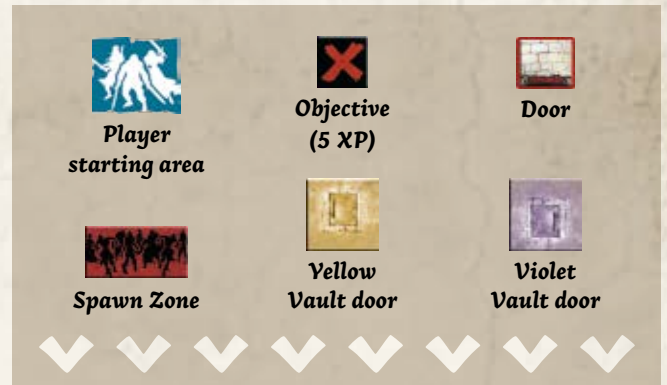 Player
starting area
Objective
(5 XP)
Door
Spawn Zone
Yellow
Vault door
Violet
Vault door